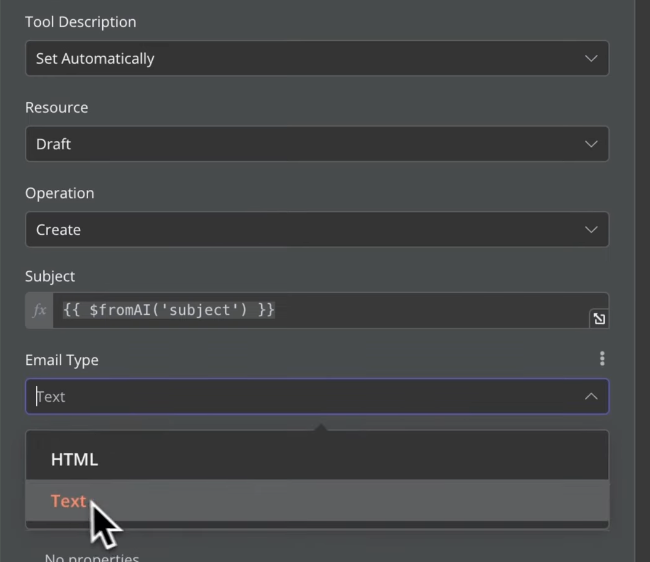 Tool Description
Set Automatically
Resource
Draft
Operation
Create
Subject
fx {{ $fromAI('subject') }}
Email Type
Text
HTML
Text
No properties